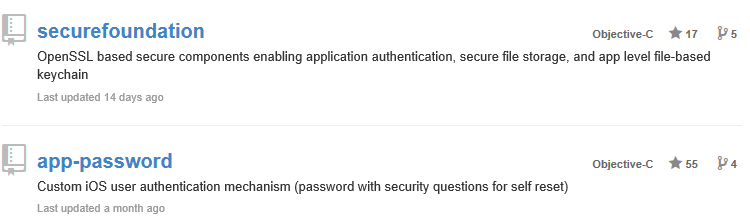 securefoundation Objective-C 17 5
OpenSSL based secure components enabling application authentication, secure file storage, and app level file-based
keychain
Last updated 14 days ago
app-password Objective-C 55 4
Custom iOS user authentication mechanism (password with security questions for self reset)
Last updated a month ago